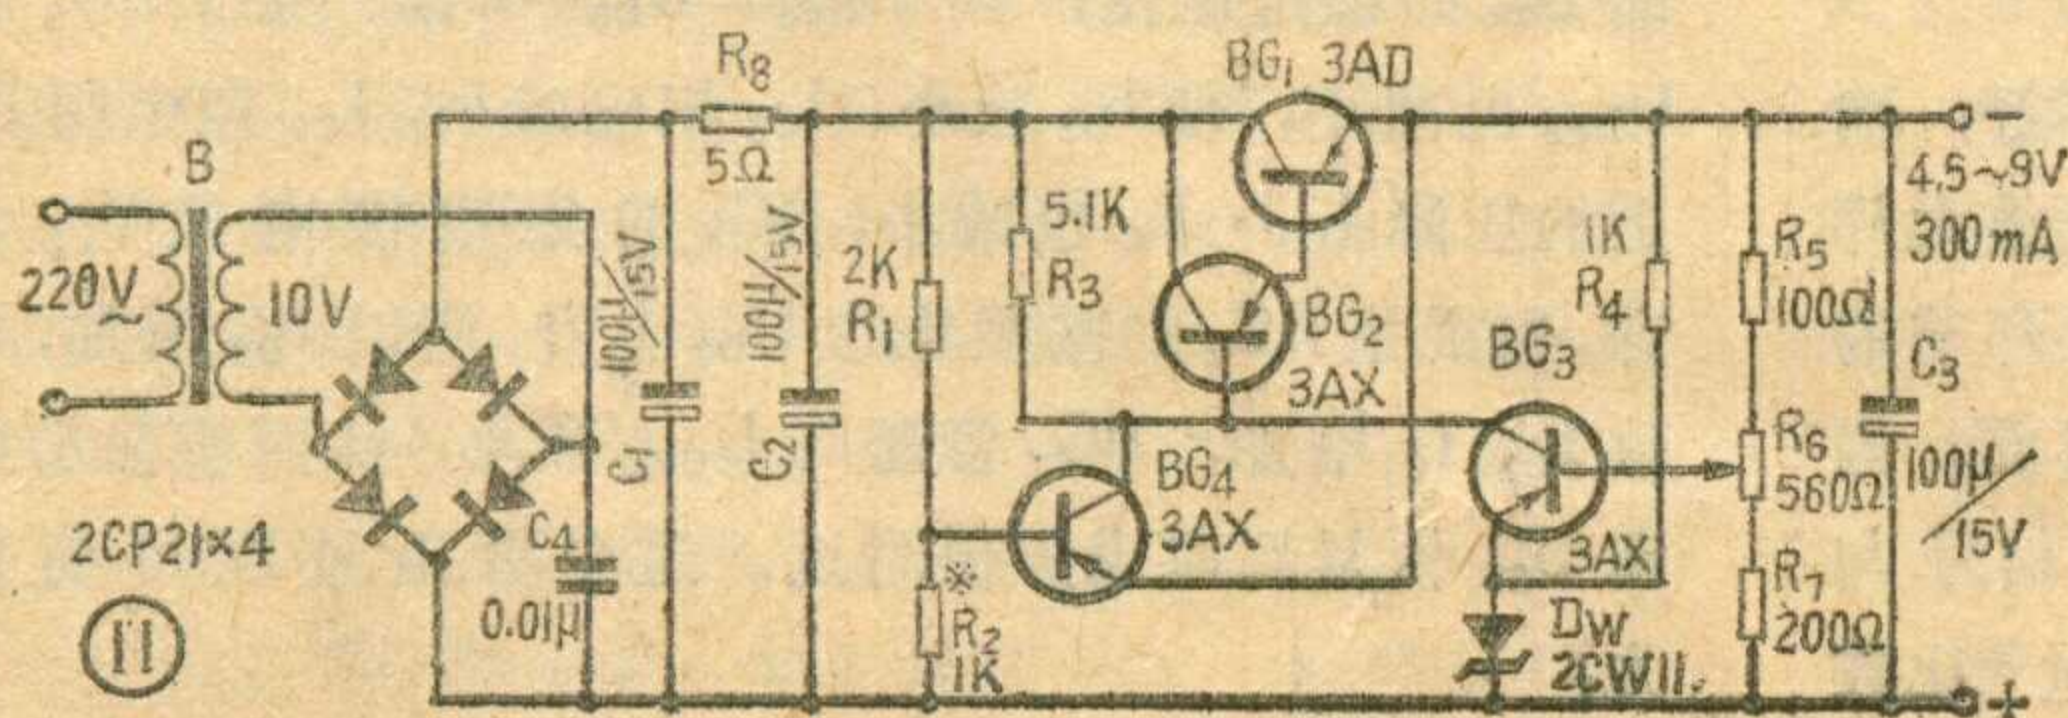 B
220V
~
10V
2CP21×4
11
R8
5Ω
100μ/15V
C1
100μ/15V
C2
C4
0.01μ
2K
R1
※
R2
1K
5.1K
R3
BG1 3AD
BG2
3AX
BG4
3AX
BG3
3AX
1K
R4
DW
2CW11.
R5
100Ω
R6
560Ω
R7
200Ω
C3
100μ/15V
−
4.5~9V
300mA
+